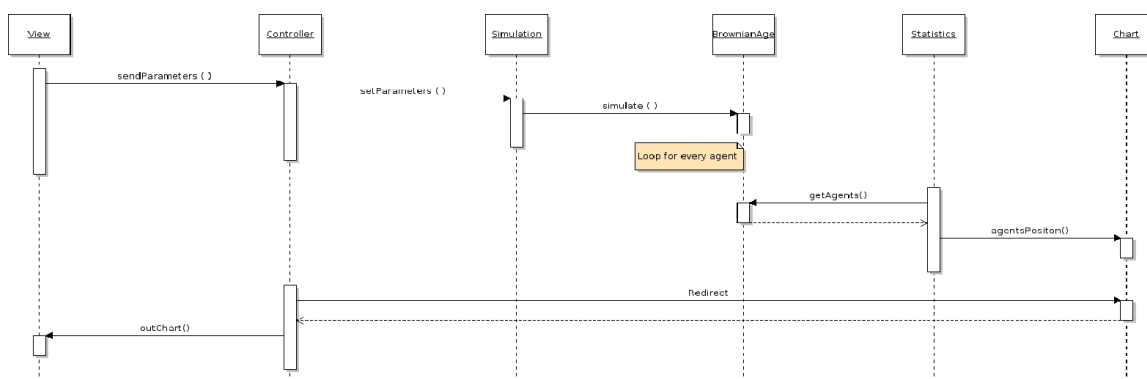 View
Controller
Simulation
BrownianAge
Statistics
Chart
sendParameters ( )
setParameters ( )
simulate ( )
Loop for every agent
getAgents()
agentsPositon()
Redirect
outChart()